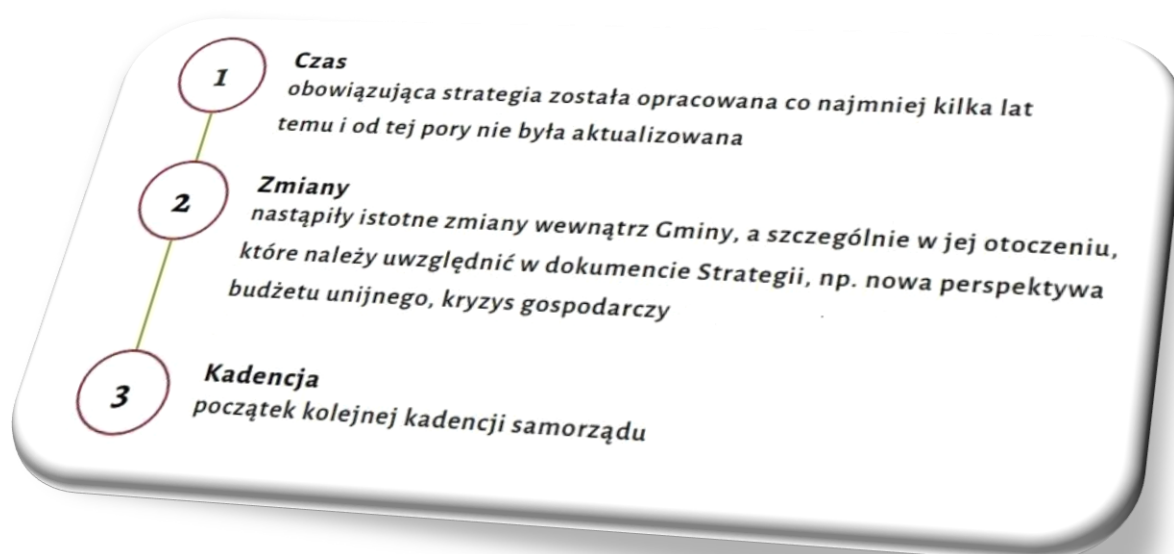 1
Czas
obowiązująca strategia została opracowana co najmniej kilka lat
temu i od tej pory nie była aktualizowana
2
Zmiany
nastąpiły istotne zmiany wewnątrz Gminy, a szczególnie w jej otoczeniu,
które należy uwzględnić w dokumencie Strategii, np. nowa perspektywa
budżetu unijnego, kryzys gospodarczy
3
Kadencja
początek kolejnej kadencji samorządu